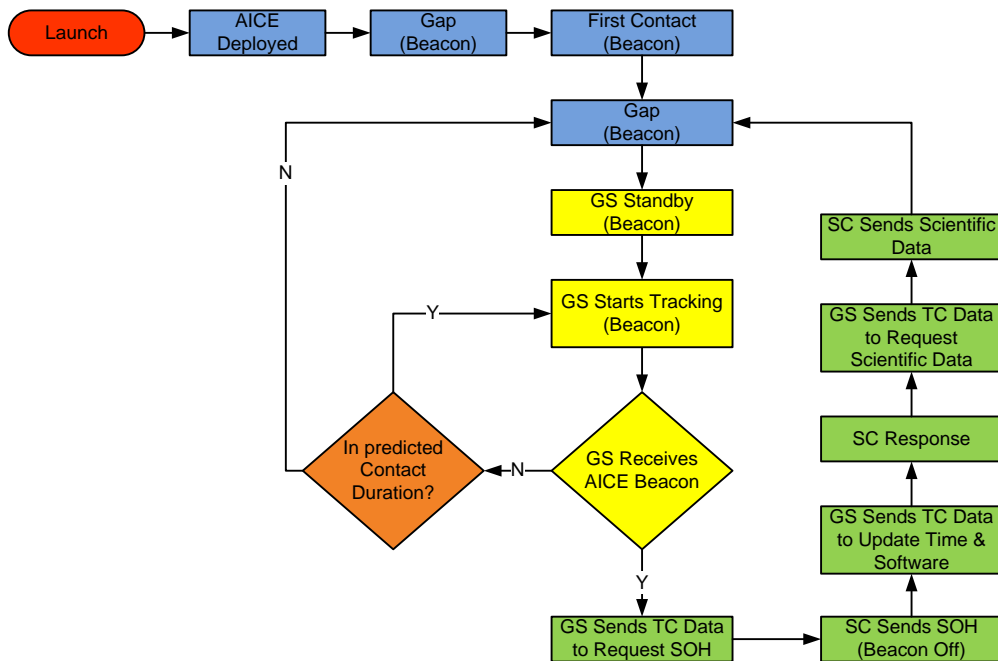 Launch
AICE
Deployed
Gap
(Beacon)
First Contact
(Beacon)
Gap
(Beacon)
N
GS Standby
(Beacon)
SC Sends Scientific
Data
GS Starts Tracking
(Beacon)
Y
GS Sends TC Data
to Request
Scientific Data
In predicted
Contact
Duration?
N
GS Receives
AICE Beacon
SC Response
GS Sends TC Data
to Update Time &
Software
Y
GS Sends TC Data
to Request SOH
SC Sends SOH
(Beacon Off)